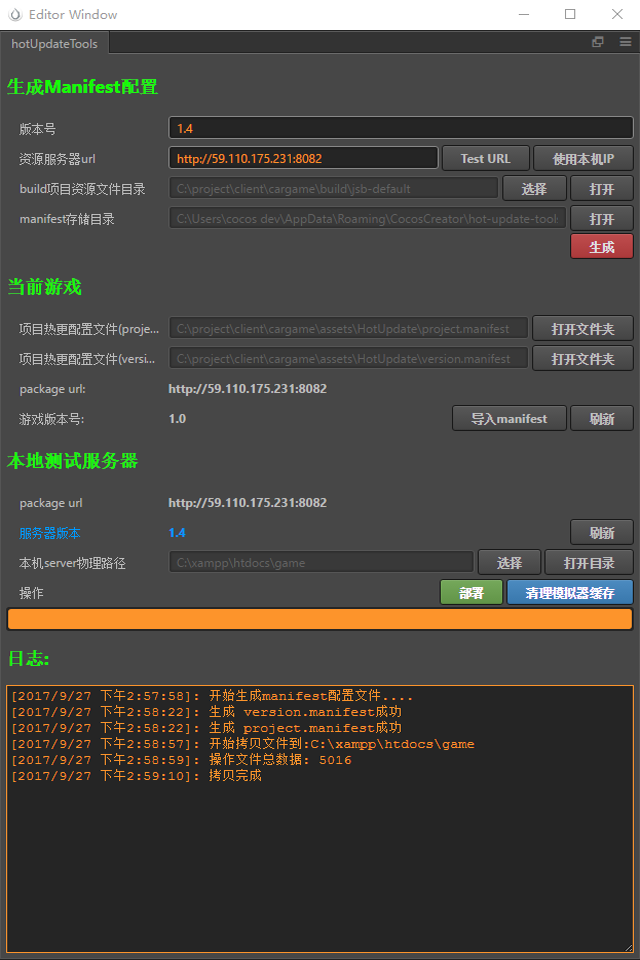 Editor Window
hotUpdateTools
生成Manifest配置
版本号 1.4
资源服务器url http://59.110.175.231:8082 Test URL 使用本机IP
build项目资源文件目录 C:\project\client\cargame\build\jsb-default 选择 打开
manifest存储目录 C:\Users\cocos dev\AppData\Roaming\CocosCreator\hot-update-tools 打开
生成
当前游戏
项目热更配置文件(proje... C:\project\client\cargame\assets\HotUpdate\project.manifest 打开文件夹
项目热更配置文件(versi... C:\project\client\cargame\assets\HotUpdate\version.manifest 打开文件夹
package url: http://59.110.175.231:8082
游戏版本号: 1.0 导入manifest 刷新
本地测试服务器
package url http://59.110.175.231:8082
服务器版本 1.4 刷新
本机server物理路径 C:\xampp\htdocs\game 选择 打开目录
操作 部署 清理模拟器缓存
日志:
[2017/9/27 下午2:57:58]: 开始生成manifest配置文件....
[2017/9/27 下午2:58:22]: 生成 version.manifest成功
[2017/9/27 下午2:58:22]: 生成 project.manifest成功
[2017/9/27 下午2:58:57]: 开始拷贝文件到:C:\xampp\htdocs\game
[2017/9/27 下午2:58:59]: 操作文件总数据: 5016
[2017/9/27 下午2:59:10]: 拷贝完成